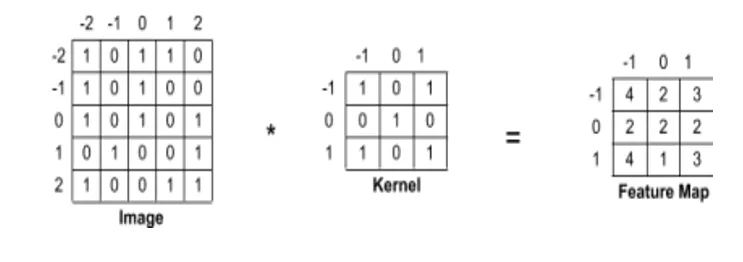 -2 -1 0 1 2
-2 1 0 1 1 0
-1 1 0 1 0 0
0 1 0 1 0 1
1 0 1 0 0 1
2 1 0 0 1 1
Image
*
-1 0 1
-1 1 0 1
0 0 1 0
1 1 0 1
Kernel
=
-1 0 1
-1 4 2 3
0 2 2 2
1 4 1 3
Feature Map